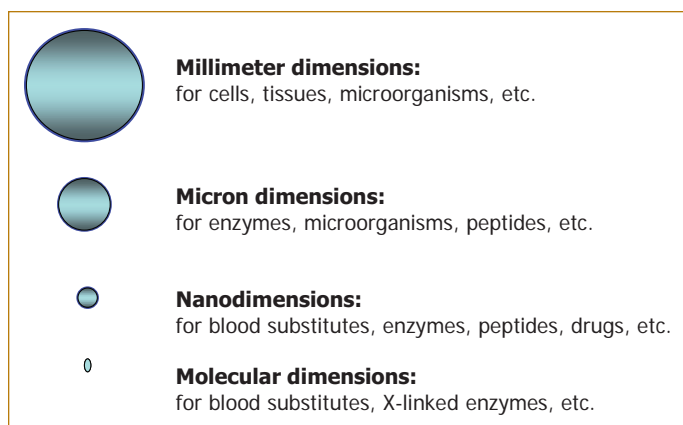 Millimeter dimensions:
for cells, tissues, microorganisms, etc.
Micron dimensions:
for enzymes, microorganisms, peptides, etc.
Nanodimensions:
for blood substitutes, enzymes, peptides, drugs, etc.
Molecular dimensions:
for blood substitutes, X-linked enzymes, etc.